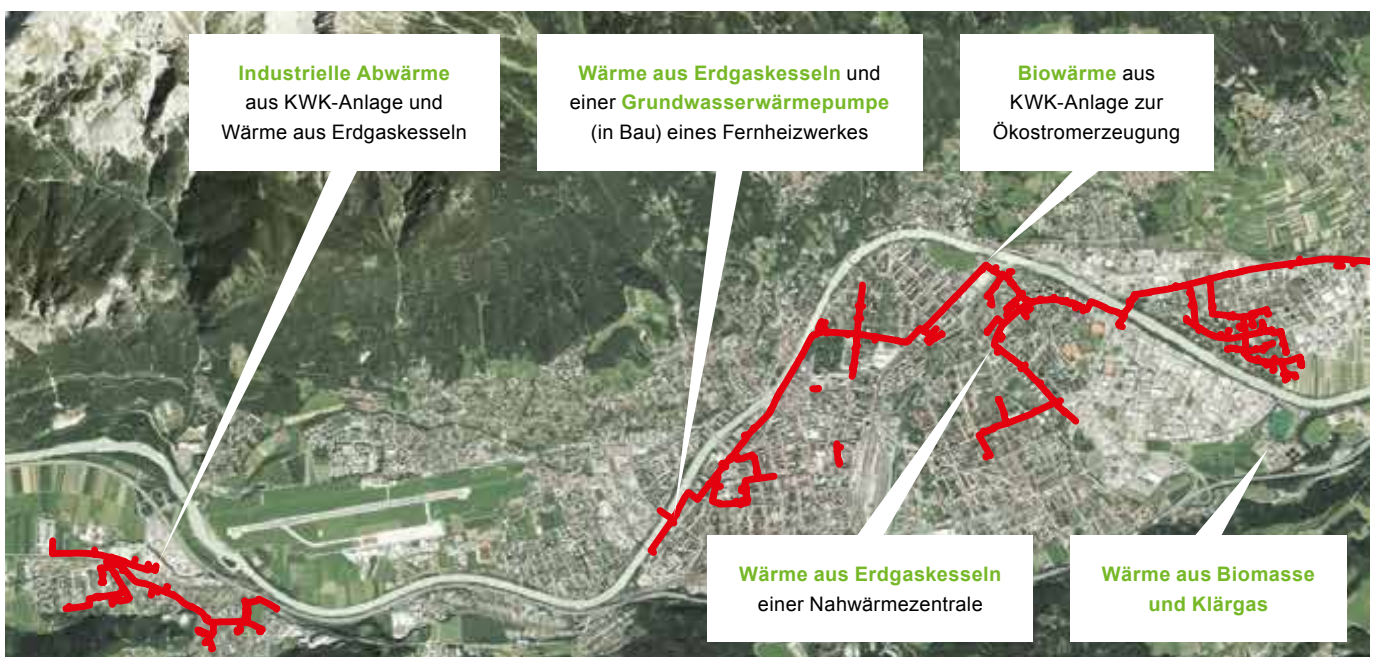 Industrielle Abwärme
aus KWK-Anlage und
Wärme aus Erdgaskesseln
Wärme aus Erdgaskesseln und
einer Grundwasserwärmepumpe
(in Bau) eines Fernheizwerkes
Biowärme aus
KWK-Anlage zur
Ökostromerzeugung
Wärme aus Erdgaskesseln
einer Nahwärmezentrale
Wärme aus Biomasse
und Klärgas